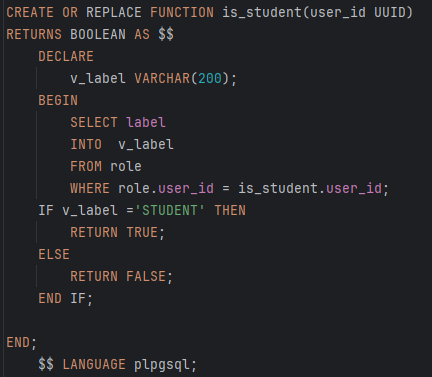 CREATE OR REPLACE FUNCTION is_student(user_id UUID)
RETURNS BOOLEAN AS $$
    DECLARE
        v_label VARCHAR(200);
    BEGIN
        SELECT label
        INTO  v_label
        FROM role
        WHERE role.user_id = is_student.user_id;
    IF v_label ='STUDENT' THEN
        RETURN TRUE;
    ELSE
        RETURN FALSE;
    END IF;

END;
    $$ LANGUAGE plpgsql;